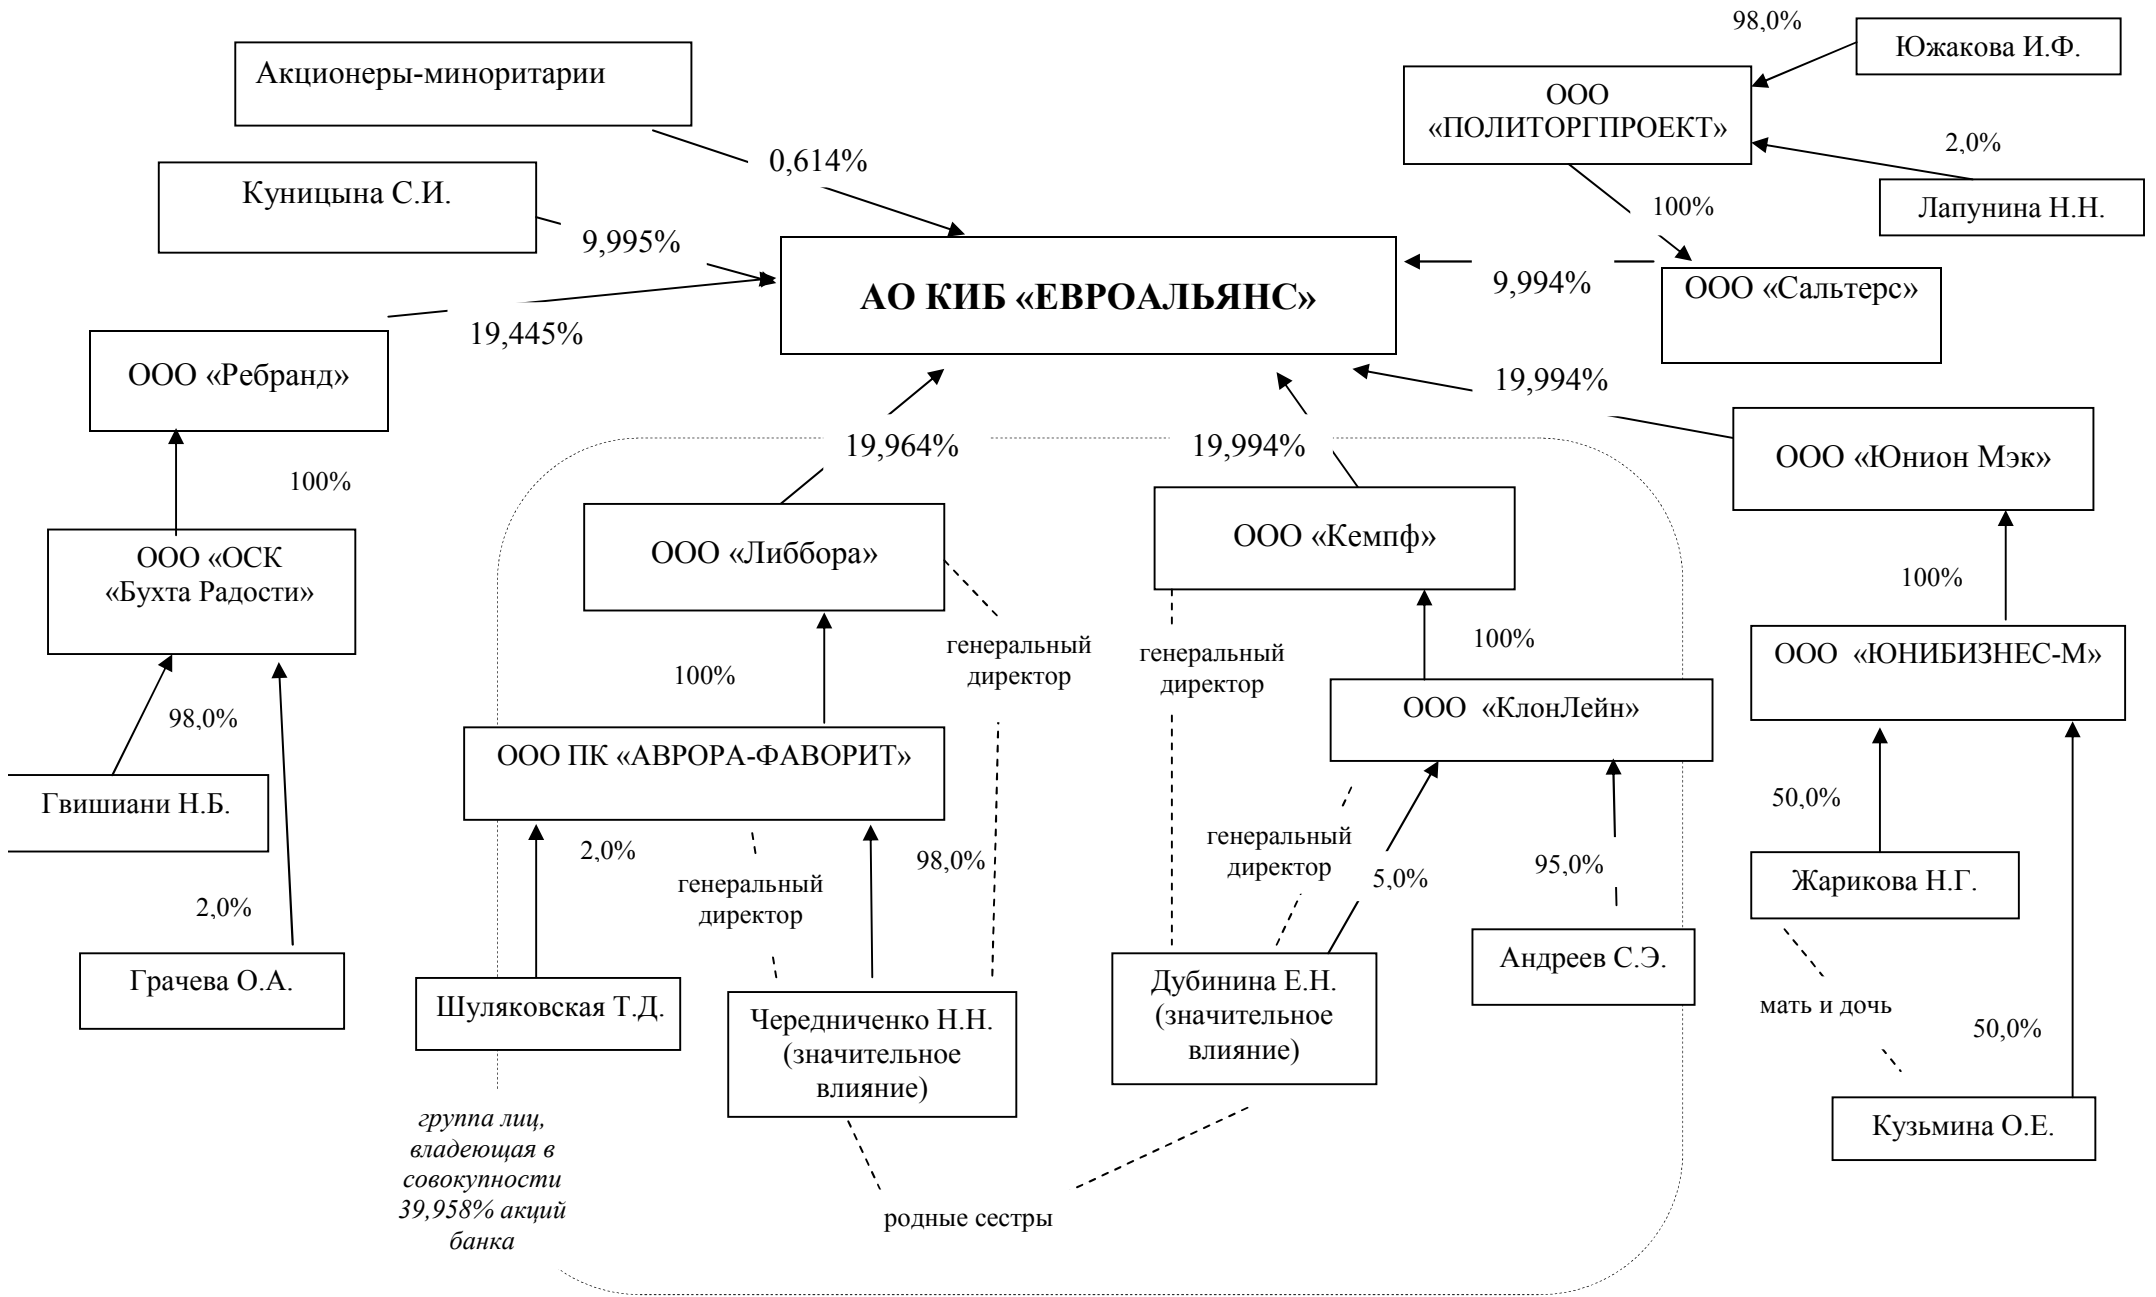 98,0%
Южакова И.Ф.
Акционеры-миноритарии
ООО
«ПОЛИТОРГПРОЕКТ»
2,0%
0,614%
Куницына С.И.
100%
Лапунина Н.Н.
9,995%
АО КИБ «ЕВРОАЛЬЯНС»
9,994%
ООО «Сальтерс»
19,445%
ООО «Ребранд»
19,994%
19,964%
19,994%
ООО «Юнион Мэк»
100%
ООО «Либбора»
ООО «Кемпф»
ООО «ОСК
«Бухта Радости»
100%
генеральный
директор
генеральный
директор
100%
ООО «ЮНИБИЗНЕС-М»
100%
98,0%
ООО «КлонЛейн»
ООО ПК «АВРОРА-ФАВОРИТ»
Гвишиани Н.Б.
50,0%
2,0%
генеральный
директор
98,0%
генеральный
директор
5,0%
95,0%
Жарикова Н.Г.
2,0%
Грачева О.А.
Шуляковская Т.Д.
Чередниченко Н.Н.
(значительное
влияние)
Дубинина Е.Н.
(значительное
влияние)
Андреев С.Э.
мать и дочь
50,0%
Кузьмина О.Е.
группа лиц,
владеющая в
совокупности
39,958% акций
банка
родные сестры